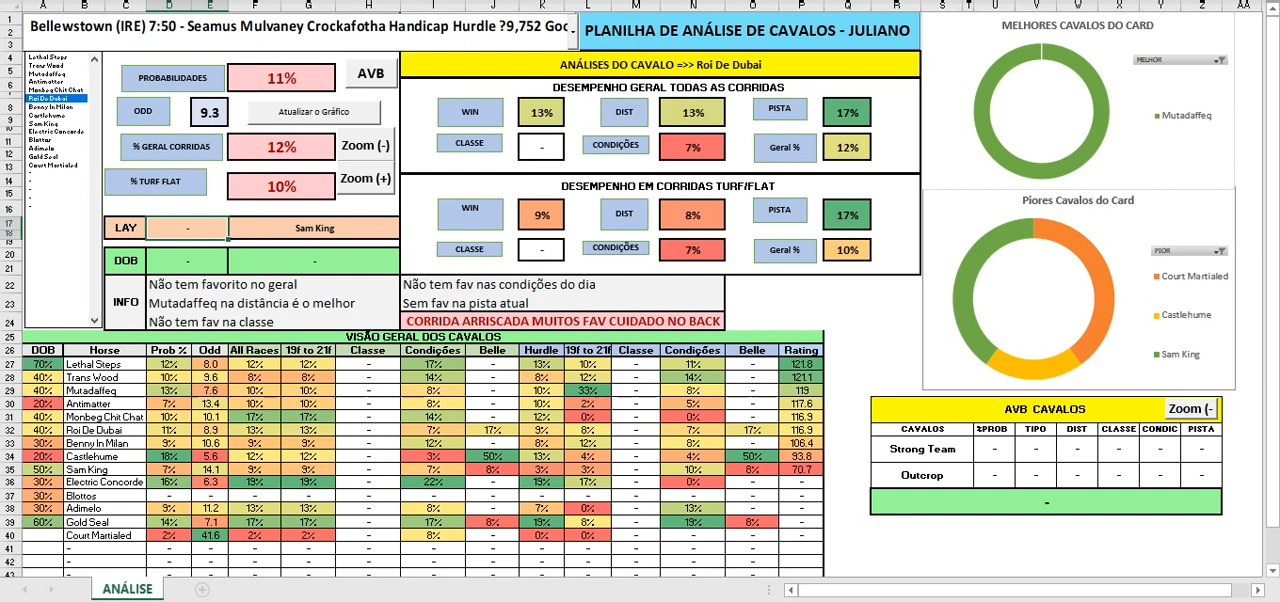 A B C D E F G H I J K L M N O P Q R S T U V W X Y Z AA
Bellewstown (IRE) 7:50 - Seamus Mulvaney Crockafotha Handicap Hurdle ?9,752 Goo
PLANILHA DE ANÁLISE DE CAVALOS - JULIANO
Lethal Steps
Trans Wood
Mutadaffeq
Antimatter
Monbeg Chit Chat
Roi De Dubai
Benny In Milan
Castlehume
Sam King
Electric Concorde
Blottos
Adimelo
Gold Seal
Court Martialed
PROBABILIDADES 11% AVB
ODD 9.3 Atualizar o Gráfico
% GERAL CORRIDAS 12% Zoom (-)
% TURF FLAT 10% Zoom (+)
LAY - Sam King
DOB - -
INFO
Não tem favorito no geral
Mutadaffeq na distância é o melhor
Não tem fav na classe
Não tem fav nas condições do dia
Sem fav na pista atual
CORRIDA ARRISCADA MUITOS FAV CUIDADO NO BACK
ANÁLISES DO CAVALO =>> Roi De Dubai
DESEMPENHO GERAL TODAS AS CORRIDAS
WIN 13% DIST 13% PISTA 17%
CLASSE - CONDIÇÕES 7% Geral % 12%
DESEMPENHO EM CORRIDAS TURF/FLAT
WIN 9% DIST 8% PISTA 17%
CLASSE - CONDIÇÕES 7% Geral % 10%
MELHORES CAVALOS DO CARD
MELHOR
Mutadaffeq
Piores Cavalos do Card
PIOR
Court Martialed
Castlehume
Sam King
VISÃO GERAL DOS CAVALOS
DOB Horse Prob % Odd All Races 19f to 21f Classe Condições Belle Hurdle 19f to 21f Classe Condições Belle Rating
70% Lethal Steps 12% 8.0 12% 12% - 17% - 13% 10% - 11% - 121.8
40% Trans Wood 10% 9.6 8% 8% - 14% - 8% 12% - 14% - 121.1
40% Mutadaffeq 13% 7.6 10% 10% - 8% - 10% 33% - 8% - 119
20% Antimatter 7% 13.4 10% 10% - 8% - 10% 2% - 5% - 117.6
40% Monbeg Chit Chat 10% 10.1 17% 17% - 14% - 12% 0% - 0% - 116.9
40% Roi De Dubai 11% 8.9 13% 13% - 7% 17% 9% 8% - 7% 17% 116.9
30% Benny In Milan 9% 10.6 9% 9% - 12% - 8% 12% - 8% - 106.4
20% Castlehume 18% 5.6 12% 12% - 3% 50% 13% 4% - 4% 50% 93.8
50% Sam King 7% 14.1 9% 9% - 7% 8% 3% 3% - 10% 8% 70.7
30% Electric Concorde 16% 6.3 19% 19% - 22% - 19% 17% - 0% - -
30% Blottos - - - - - - - - - - - - -
30% Adimelo 9% 11.2 13% 13% - 8% - 7% 0% - 13% - -
60% Gold Seal 14% 7.1 17% 17% - 17% 8% 19% 8% - 19% 8% -
Court Martialed 2% 41.6 2% 2% - 8% - 0% 0% - - - -
AVB CAVALOS Zoom (-
CAVALOS %PROB TIPO DIST CLASSE CONDIC PISTA
Strong Team - - - - - -
Outcrop - - - - - -
-
ANÁLISE